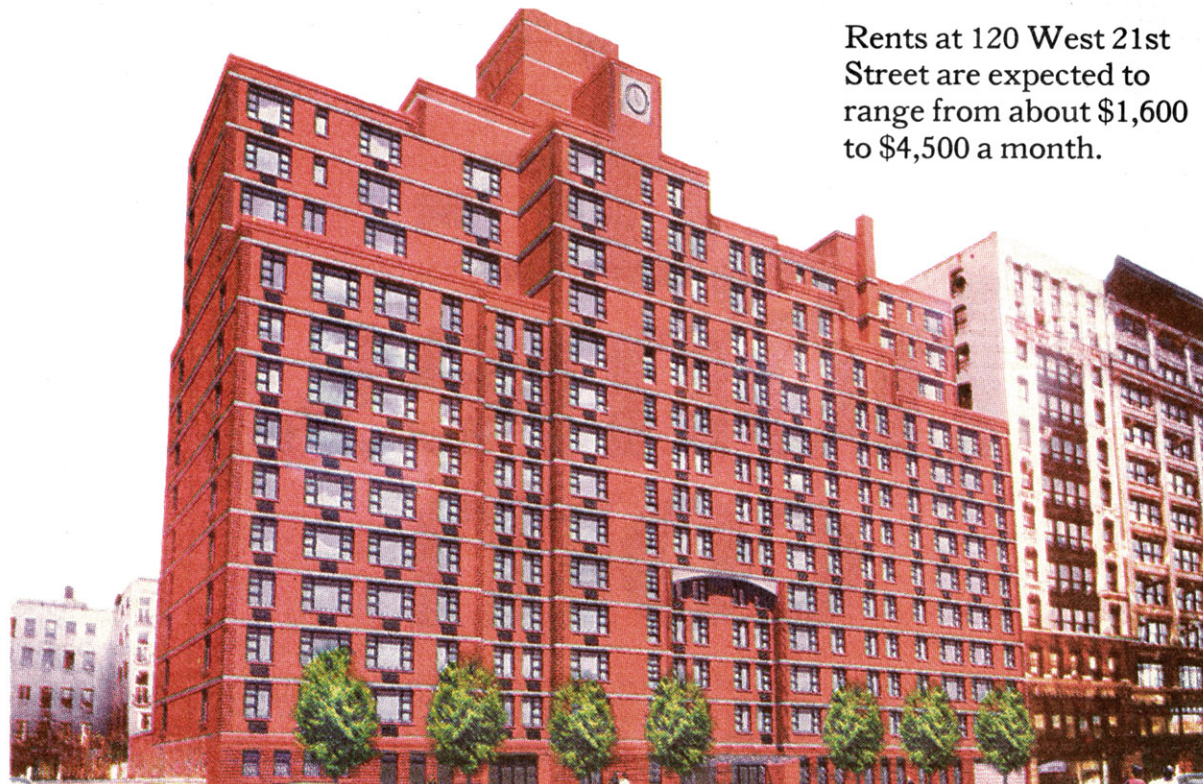 Rents at 120 West 21st
Street are expected to
range from about $1,600
to $4,500 a month.